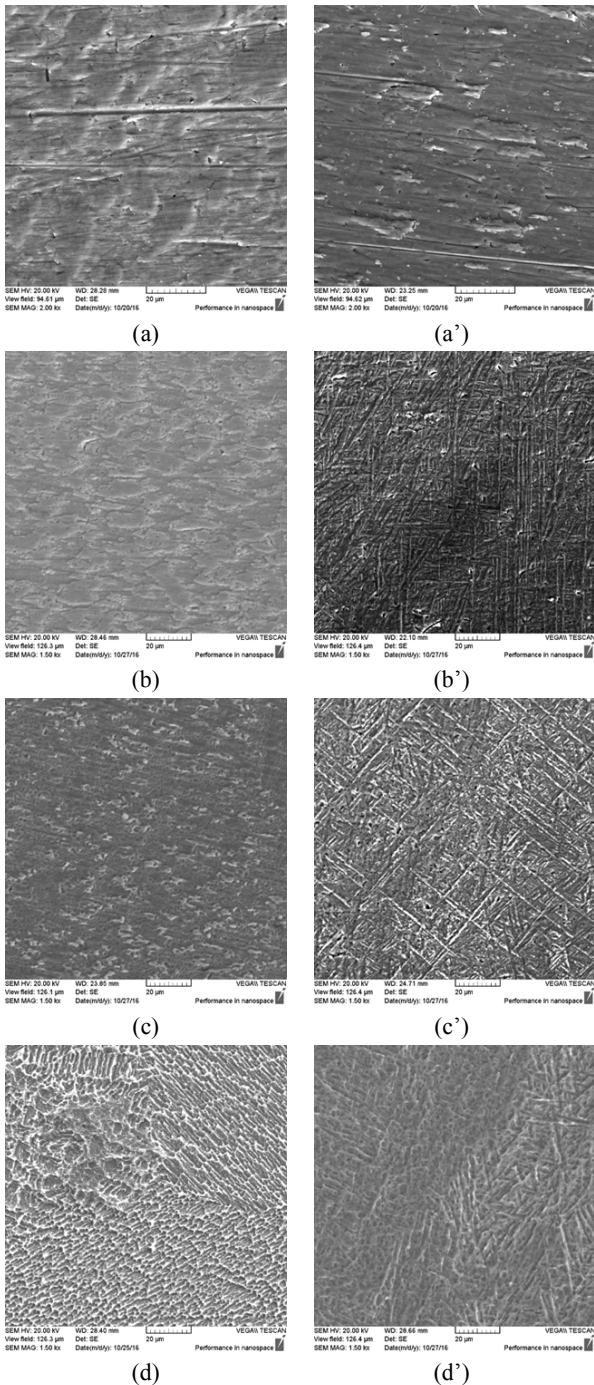 SEM HV: 20.00 kV WD: 28.28 mm VEGA\\ TESCAN
View field: 94.61 µm Det: SE 20 µm
SEM MAG: 2.00 kx Date(m/d/y): 10/20/16 Performance in nanospace
SEM HV: 20.00 kV WD: 23.25 mm VEGA\\ TESCAN
View field: 94.62 µm Det: SE 20 µm
SEM MAG: 2.00 kx Date(m/d/y): 10/20/16 Performance in nanospace
(a) (a’)
SEM HV: 20.00 kV WD: 28.46 mm VEGA\\ TESCAN
View field: 126.3 µm Det: SE 20 µm
SEM MAG: 1.50 kx Date(m/d/y): 10/27/16 Performance in nanospace
SEM HV: 20.00 kV WD: 22.10 mm VEGA\\ TESCAN
View field: 126.4 µm Det: SE 20 µm
SEM MAG: 1.50 kx Date(m/d/y): 10/27/16 Performance in nanospace
(b) (b’)
SEM HV: 20.00 kV WD: 23.85 mm VEGA\\ TESCAN
View field: 126.1 µm Det: SE 20 µm
SEM MAG: 1.50 kx Date(m/d/y): 10/27/16 Performance in nanospace
SEM HV: 20.00 kV WD: 24.71 mm VEGA\\ TESCAN
View field: 126.4 µm Det: SE 20 µm
SEM MAG: 1.50 kx Date(m/d/y): 10/27/16 Performance in nanospace
(c) (c’)
SEM HV: 20.00 kV WD: 28.40 mm VEGA\\ TESCAN
View field: 126.3 µm Det: SE 20 µm
SEM MAG: 1.50 kx Date(m/d/y): 10/25/16 Performance in nanospace
SEM HV: 20.00 kV WD: 28.66 mm VEGA\\ TESCAN
View field: 126.4 µm Det: SE 20 µm
SEM MAG: 1.50 kx Date(m/d/y): 10/27/16 Performance in nanospace
(d) (d’)